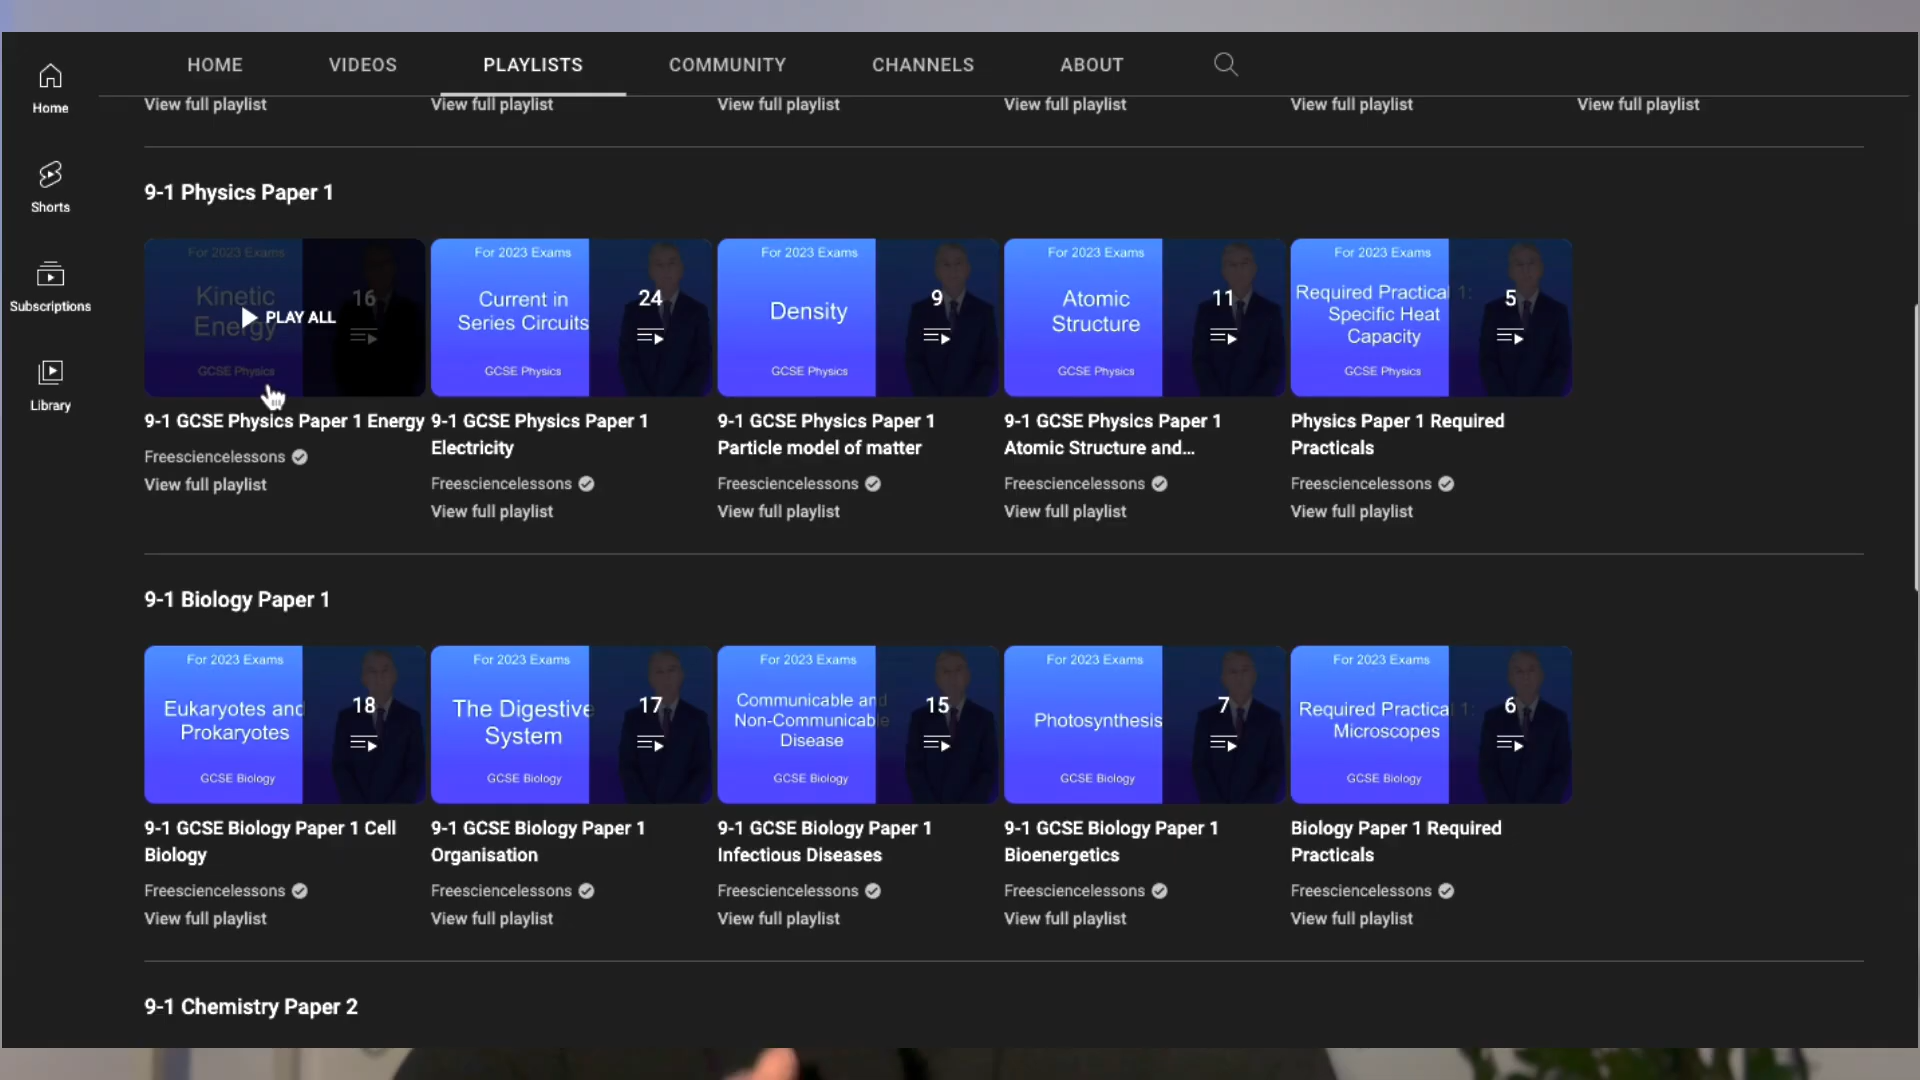 HOME VIDEOS PLAYLISTS COMMUNITY CHANNELS ABOUT
Home
Shorts
Subscriptions
Library
View full playlist View full playlist View full playlist View full playlist View full playlist View full playlist
9-1 Physics Paper 1
For 2023 Exams
Kinetic
Energy
GCSE Physics
16
PLAY ALL
9-1 GCSE Physics Paper 1 Energy
Freesciencelessons
View full playlist
For 2023 Exams
Current in
Series Circuits
GCSE Physics
24
9-1 GCSE Physics Paper 1
Electricity
Freesciencelessons
View full playlist
For 2023 Exams
Density
GCSE Physics
9
9-1 GCSE Physics Paper 1
Particle model of matter
Freesciencelessons
View full playlist
For 2023 Exams
Atomic
Structure
GCSE Physics
11
9-1 GCSE Physics Paper 1
Atomic Structure and...
Freesciencelessons
View full playlist
For 2023 Exams
Required Practical 1:
Specific Heat
Capacity
GCSE Physics
5
Physics Paper 1 Required
Practicals
Freesciencelessons
View full playlist
9-1 Biology Paper 1
For 2023 Exams
Eukaryotes and
Prokaryotes
GCSE Biology
18
9-1 GCSE Biology Paper 1 Cell
Biology
Freesciencelessons
View full playlist
For 2023 Exams
The Digestive
System
GCSE Biology
17
9-1 GCSE Biology Paper 1
Organisation
Freesciencelessons
View full playlist
For 2023 Exams
Communicable and
Non-Communicable
Disease
GCSE Biology
15
9-1 GCSE Biology Paper 1
Infectious Diseases
Freesciencelessons
View full playlist
For 2023 Exams
Photosynthesis
GCSE Biology
7
9-1 GCSE Biology Paper 1
Bioenergetics
Freesciencelessons
View full playlist
For 2023 Exams
Required Practical 1:
Microscopes
GCSE Biology
6
Biology Paper 1 Required
Practicals
Freesciencelessons
View full playlist
9-1 Chemistry Paper 2